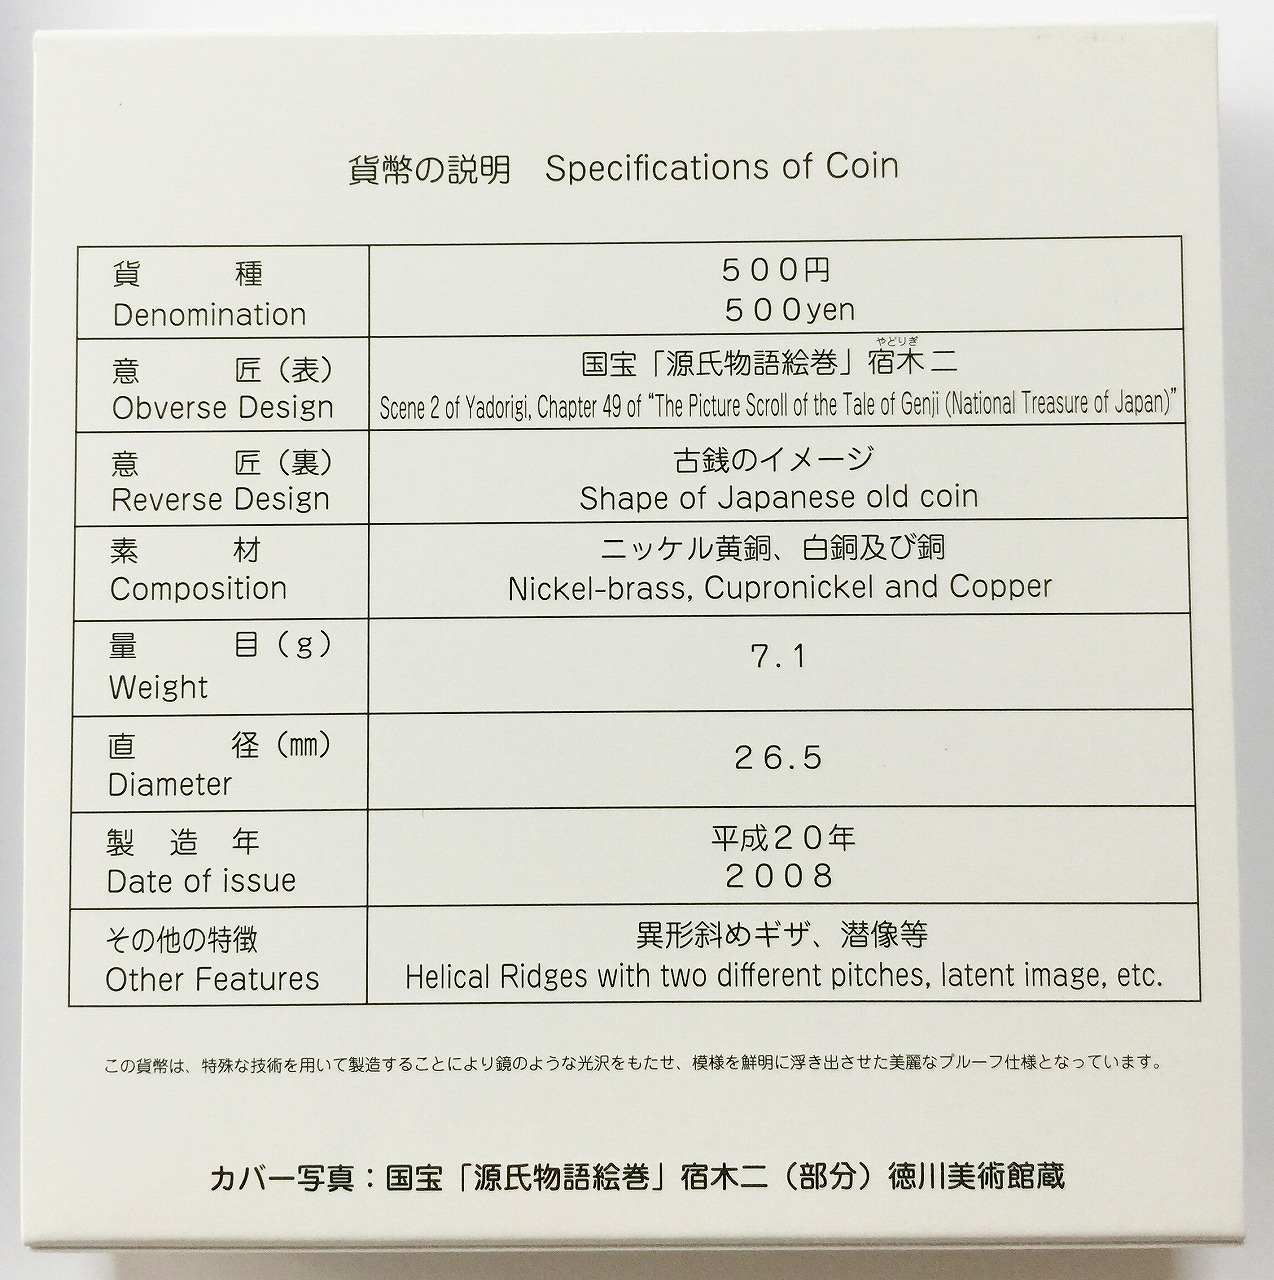 貨幣の説明 Specifications of Coin
貨種
Denomination
500円
500yen
意匠(表)
Obverse Design
やどりぎ
国宝「源氏物語絵巻」宿木二
Scene 2 of Yadorigi, Chapter 49 of “The Picture Scroll of the Tale of Genji (National Treasure of Japan)”
意匠(裏)
Reverse Design
古銭のイメージ
Shape of Japanese old coin
素材
Composition
ニッケル黄銅、白銅及び銅
Nickel-brass, Cupronickel and Copper
量目(g)
Weight
7.1
直径(㎜)
Diameter
26.5
製造年
Date of issue
平成20年
2008
その他の特徴
Other Features
異形斜めギザ、潜像等
Helical Ridges with two different pitches, latent image, etc.
この貨幣は、特殊な技術を用いて製造することにより鏡のような光沢をもたせ、模様を鮮明に浮き出させた美麗なプルーフ仕様となっています。
カバー写真：国宝「源氏物語絵巻」宿木二（部分）徳川美術館蔵